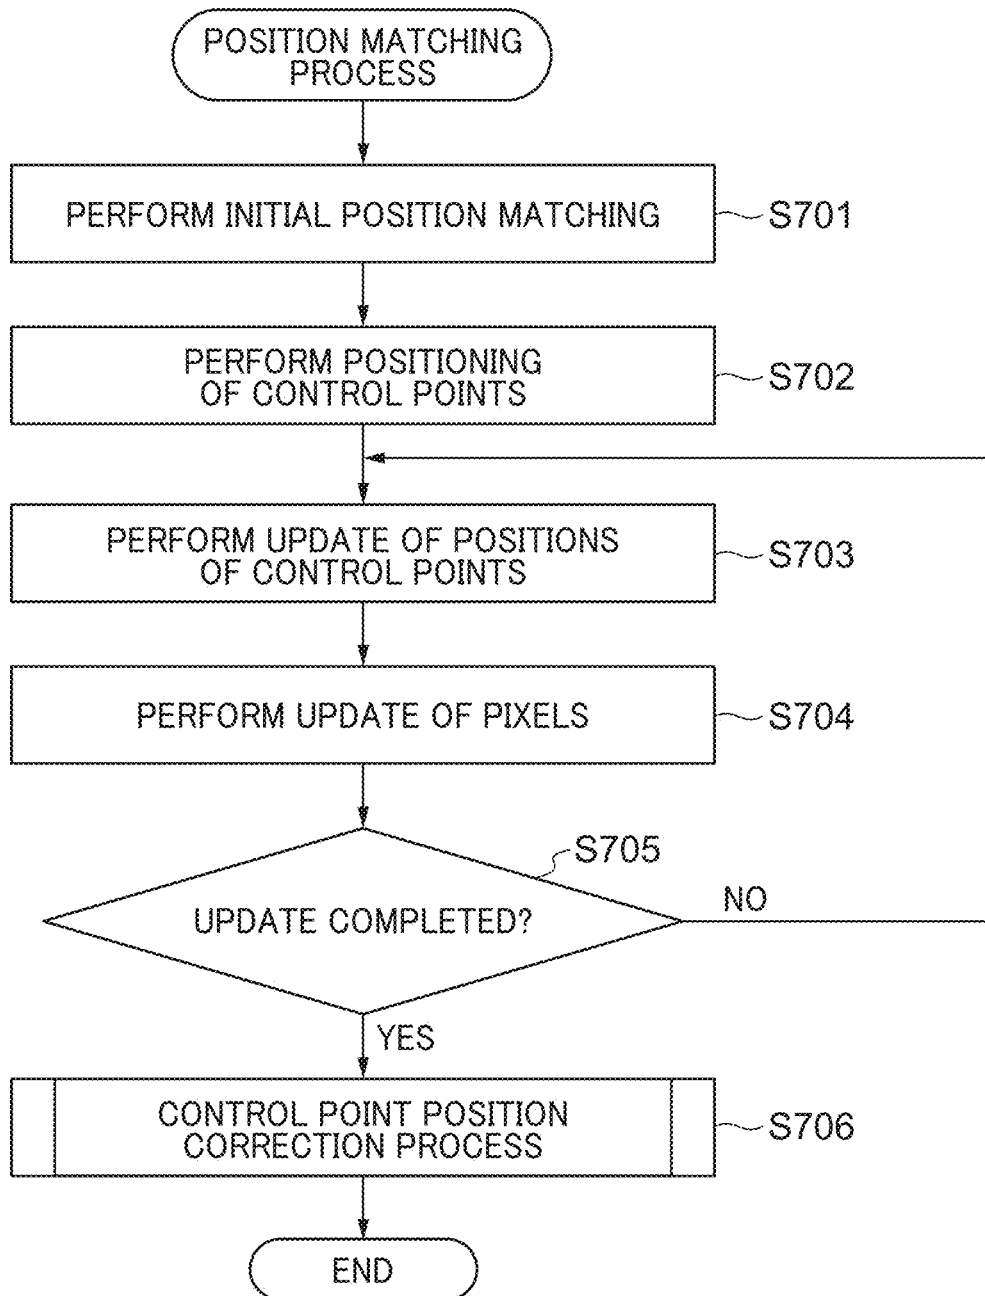 POSITION MATCHING
PROCESS
PERFORM INITIAL POSITION MATCHING
S701
PERFORM POSITIONING
OF CONTROL POINTS
S702
PERFORM UPDATE OF POSITIONS
OF CONTROL POINTS
S703
PERFORM UPDATE OF PIXELS
S704
S705
UPDATE COMPLETED?
NO
YES
CONTROL POINT POSITION
CORRECTION PROCESS
S706
END